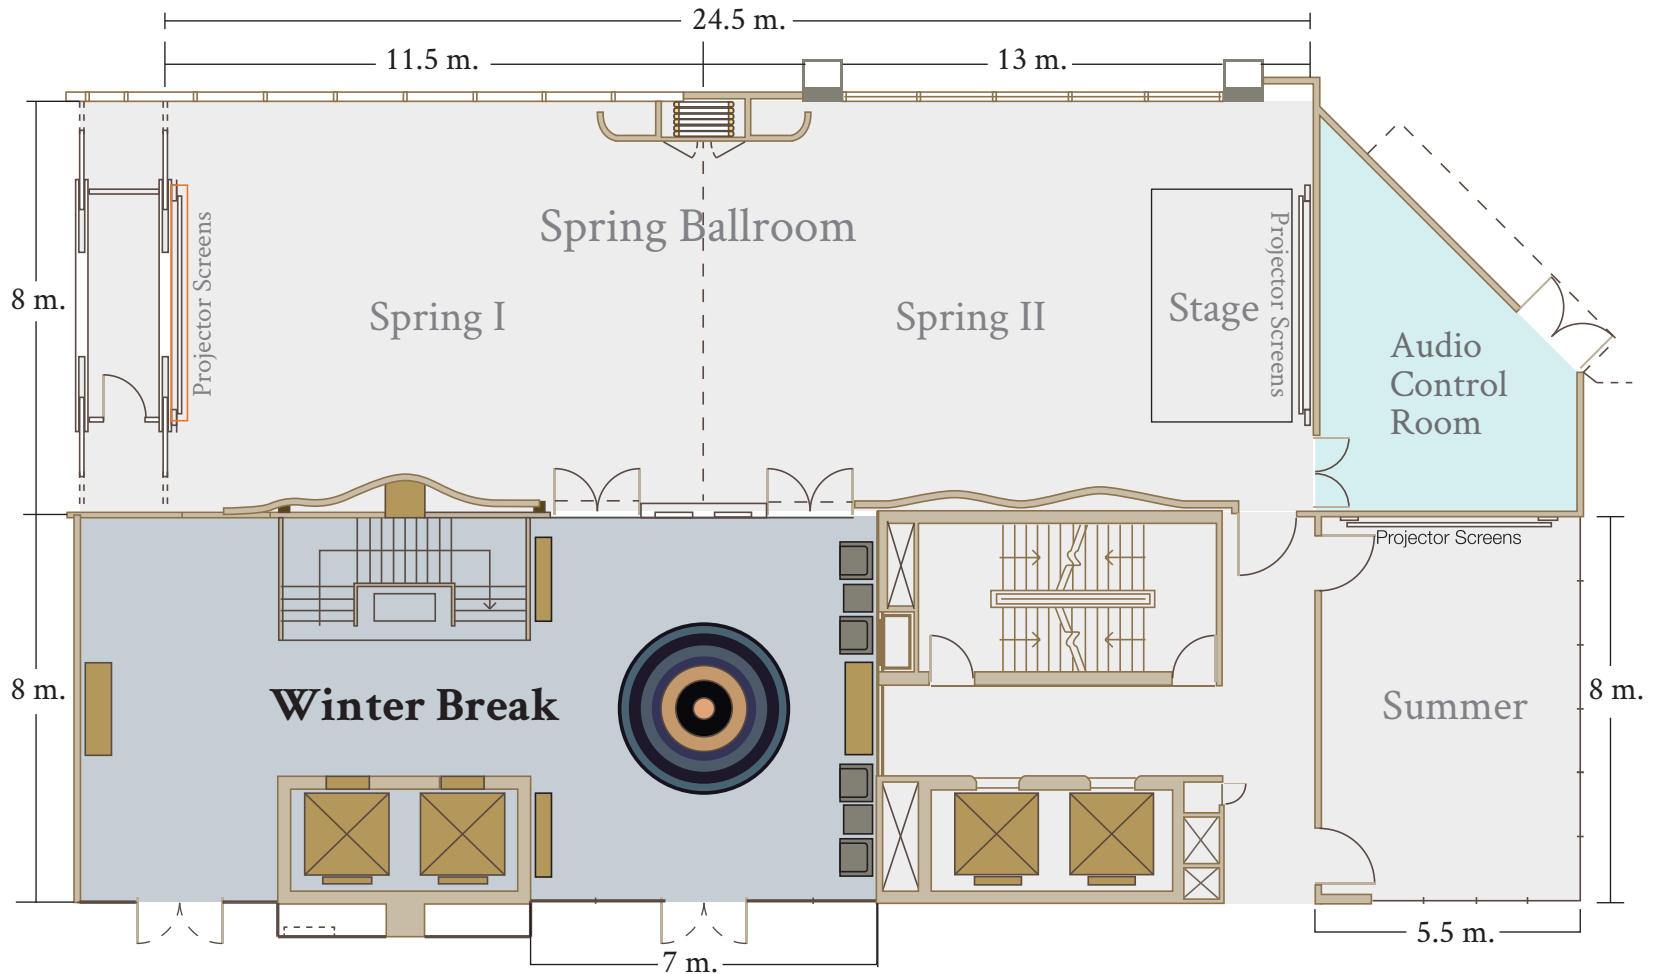 24.5 m.
11.5 m.
13 m.
Spring Ballroom
8 m.
Projector Screens
Spring I
Spring II
Stage
Projector Screens
Audio
Control
Room
Projector Screens
8 m.
Winter Break
Summer
8 m.
5.5 m.
7 m.